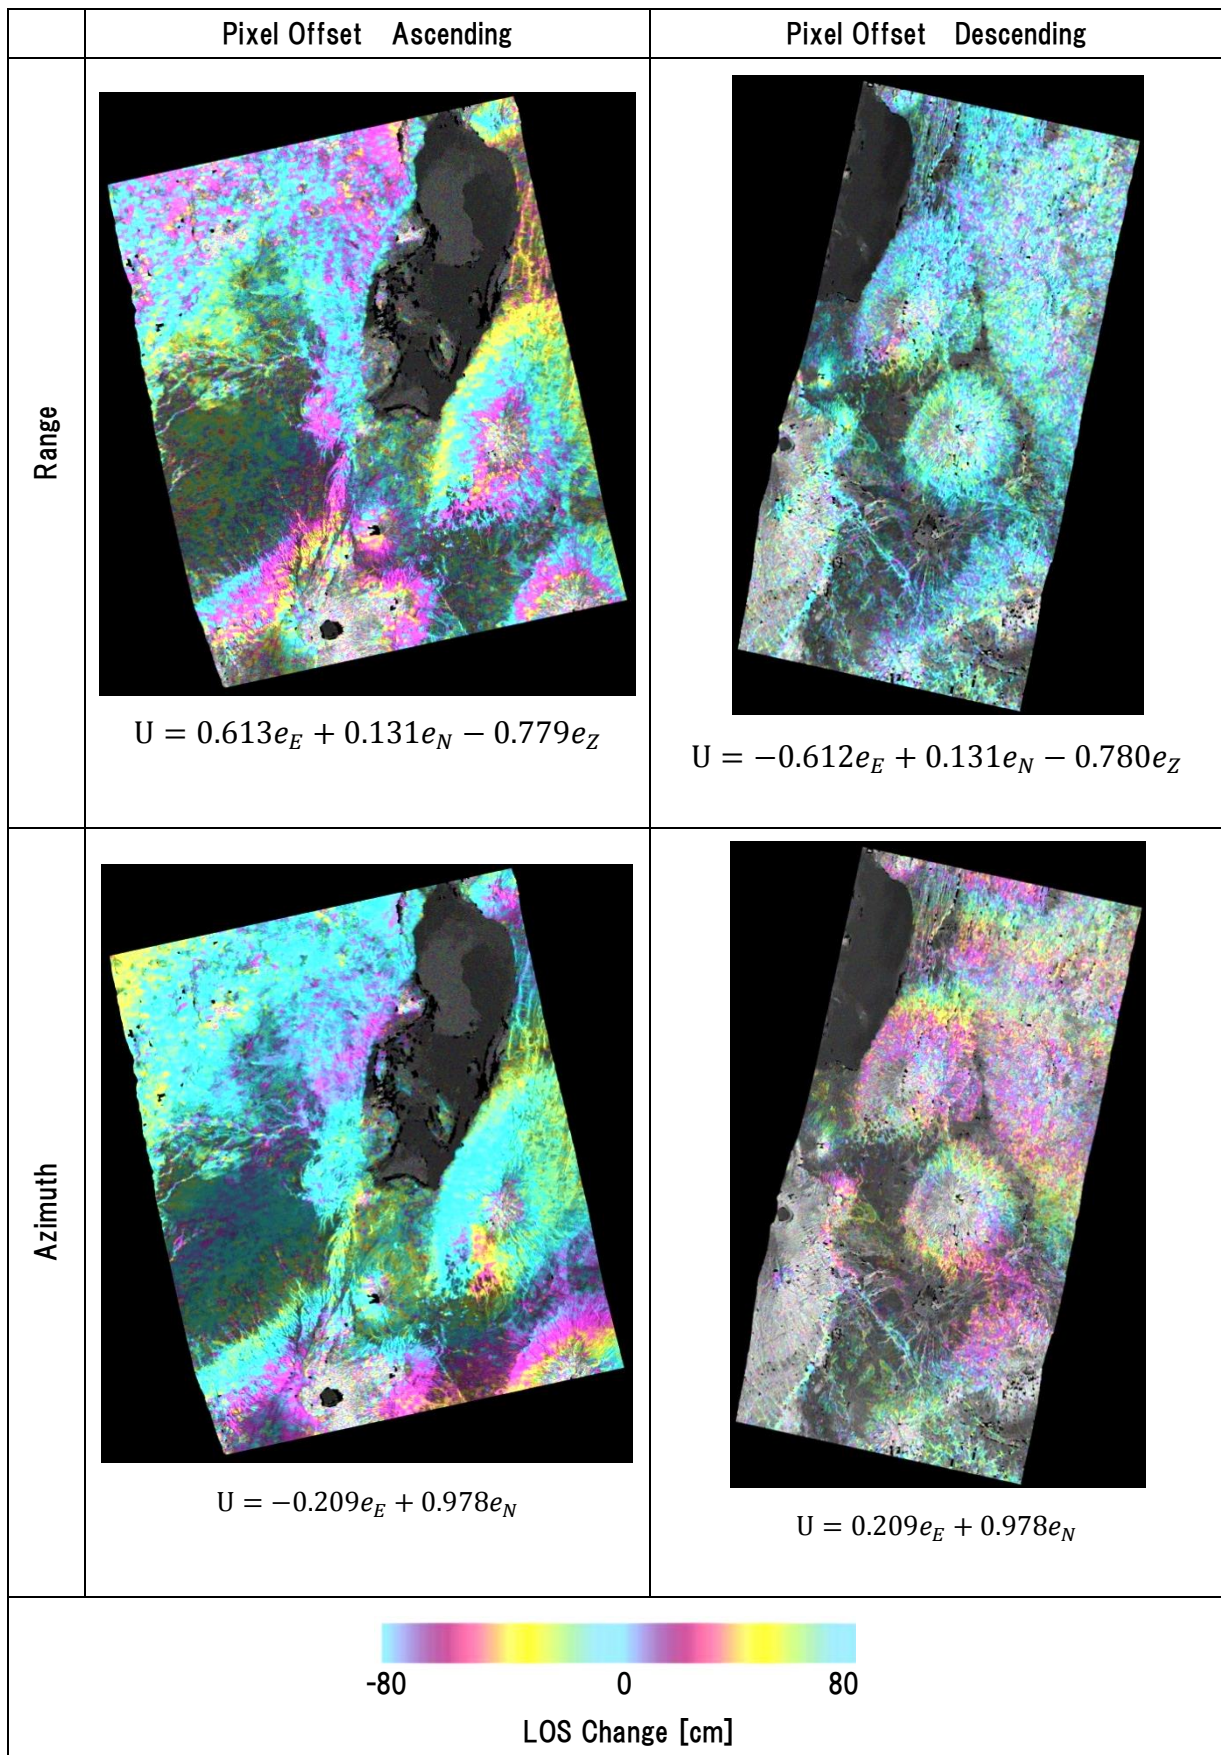 Pixel Offset Ascending
Pixel Offset Descending
Range
U = 0.613e_E + 0.131e_N − 0.779e_Z
U = −0.612e_E + 0.131e_N − 0.780e_Z
Azimuth
U = −0.209e_E + 0.978e_N
U = 0.209e_E + 0.978e_N
-80 0 80
LOS Change [cm]